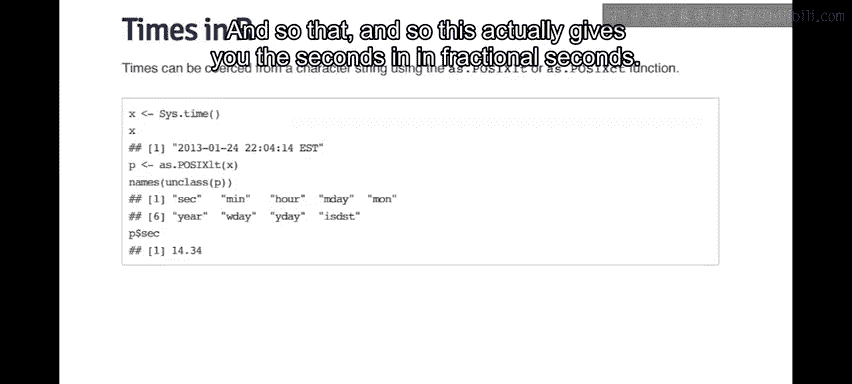 Times in R
And so that, and so this actually gives
you the seconds in in fractional seconds.
Times can be coerced from a character string using the as.POSIXlt or as.POSIXct function.
x <- Sys.time()
x
## [1] "2013-01-24 22:04:14 EST"
p <- as.POSIXlt(x)
names(unclass(p))
## [1] "sec"   "min"   "hour"  "mday"  "mon"
## [6] "year"  "wday"  "yday"  "isdst"
p$sec
## [1] 14.34